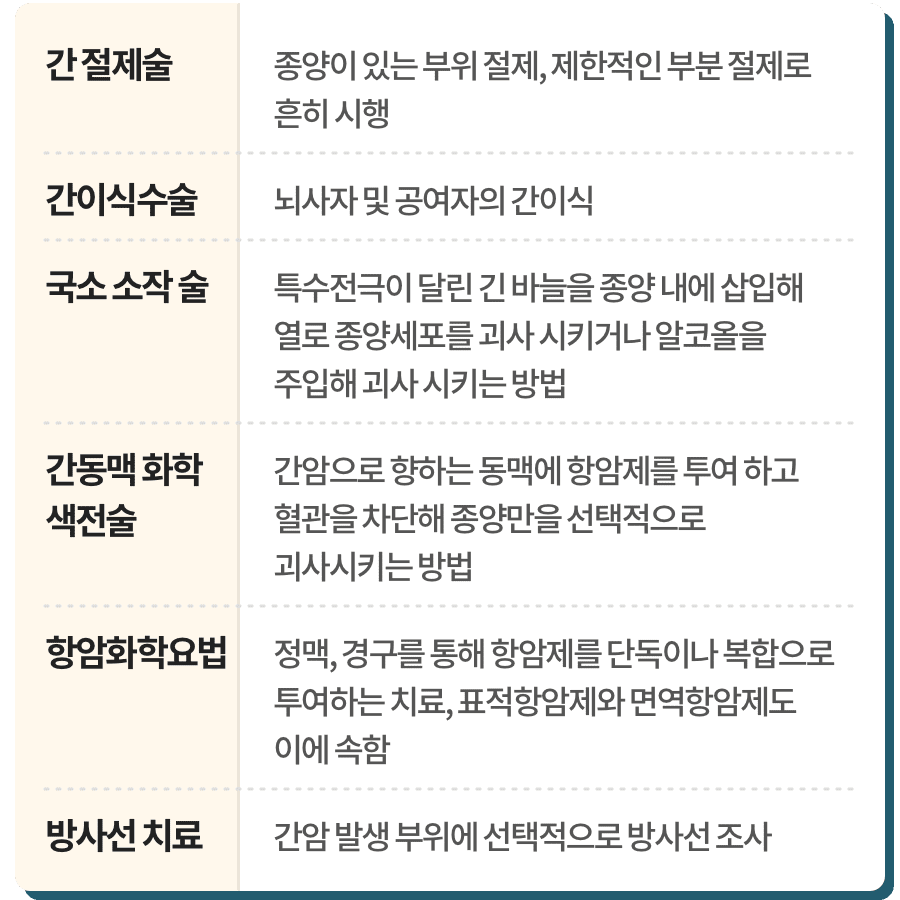 간 절제술
종양이 있는 부위 절제, 제한적인 부분 절제로
흔히 시행
간이식수술
뇌사자 및 공여자의 간이식
국소 소작 술
특수전극이 달린 긴 바늘을 종양 내에 삽입해
열로 종양세포를 괴사 시키거나 알코올을
주입해 괴사 시키는 방법
간동맥 화학
색전술
간암으로 향하는 동맥에 항암제를 투여 하고
혈관을 차단해 종양만을 선택적으로
괴사시키는 방법
항암화학요법
정맥, 경구를 통해 항암제를 단독이나 복합으로
투여하는 치료, 표적항암제와 면역항암제도
이에 속함
방사선 치료
간암 발생 부위에 선택적으로 방사선 조사